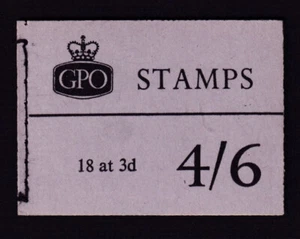 GPO STAMPS
18 at 3d 4/6